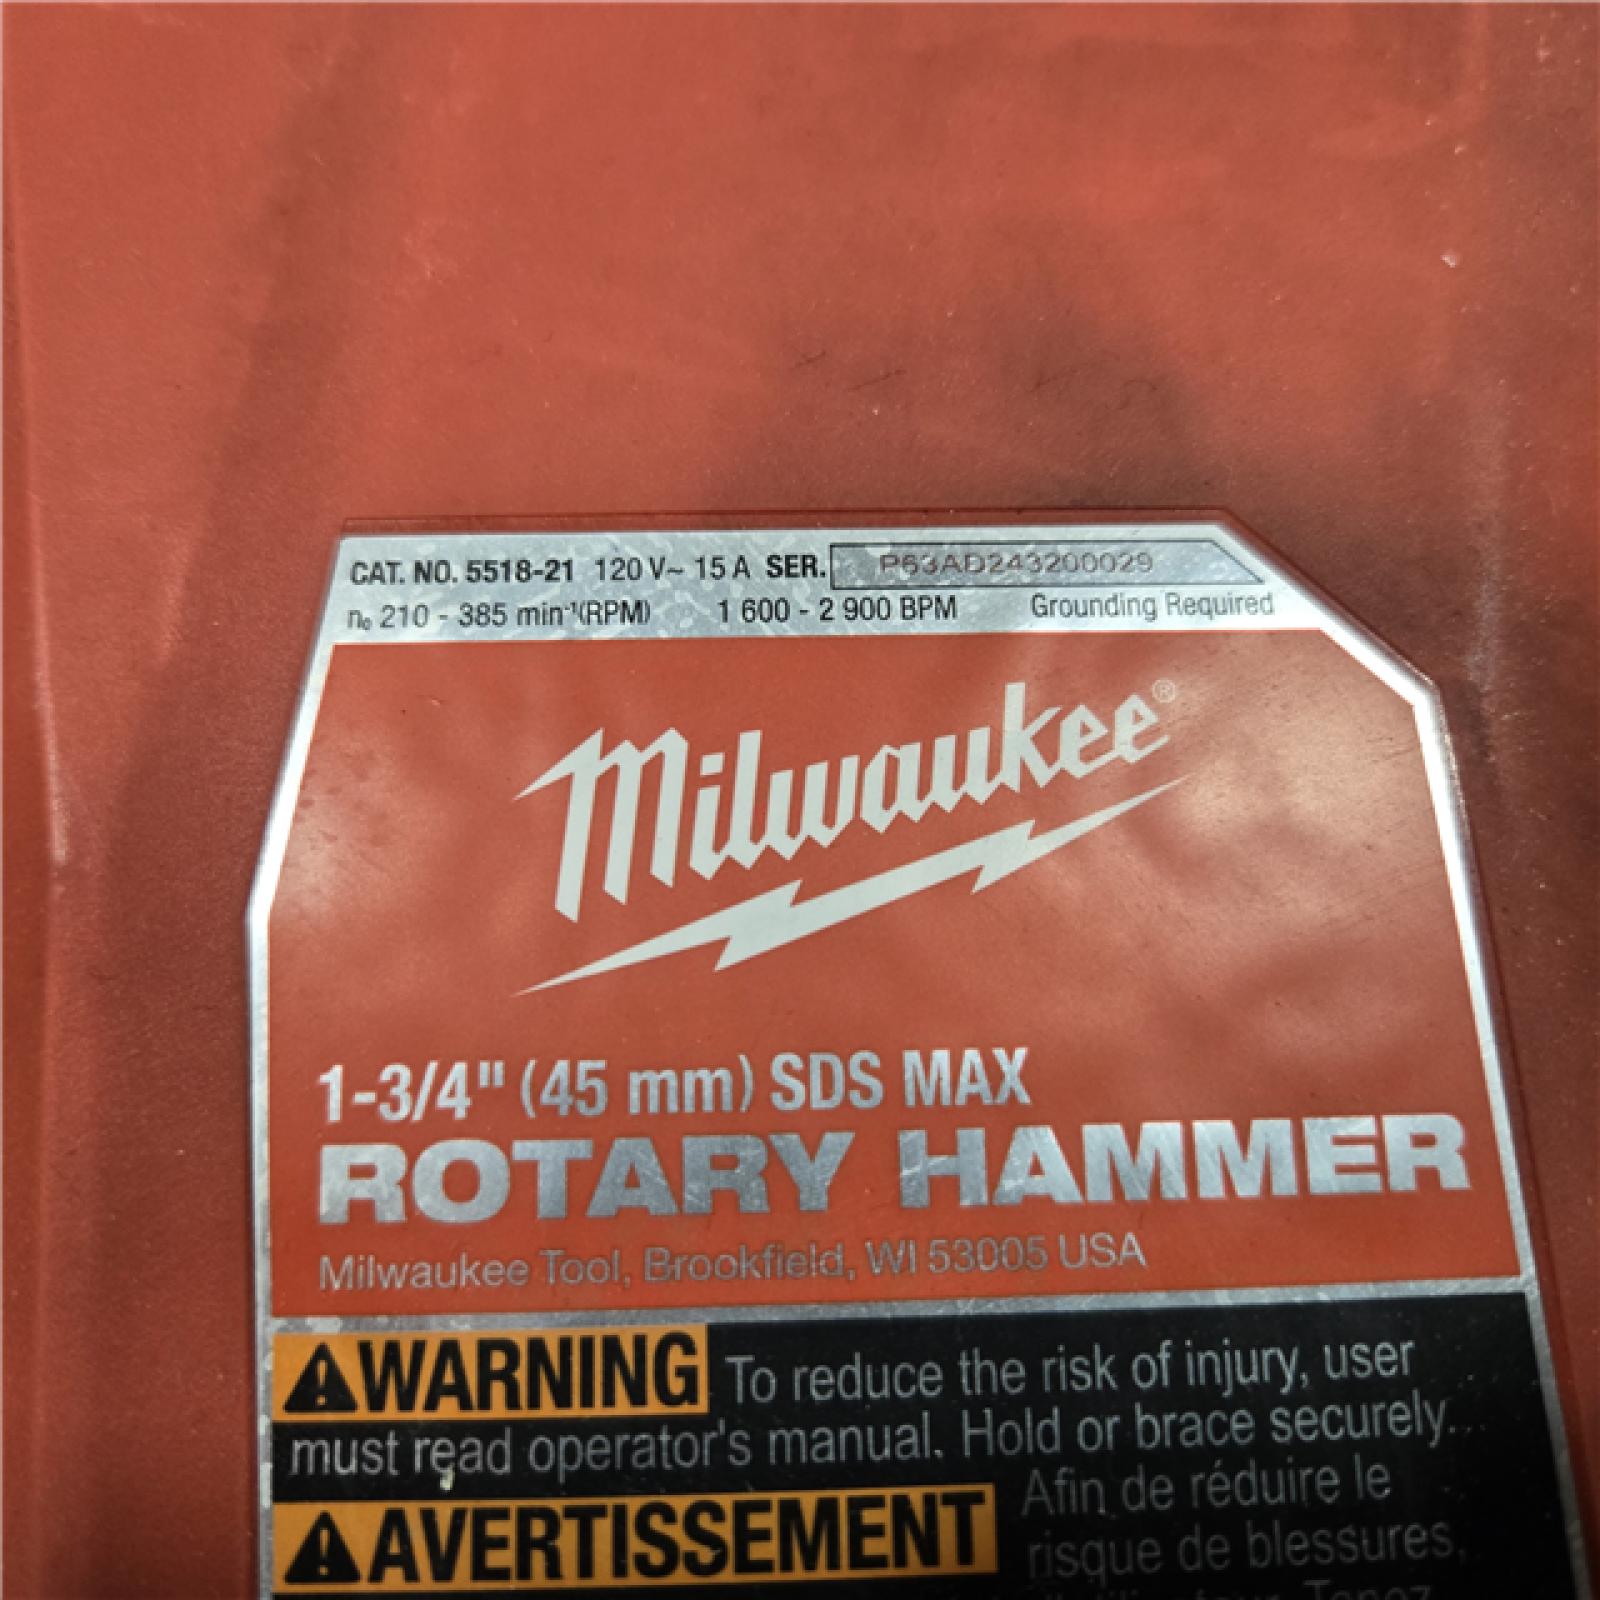 CAT. NO. 5518-21 120 V~ 15 A SER. P63AD243200029
n₀ 210 - 385 min⁻¹(RPM) 1 600 - 2 900 BPM Grounding Required
Milwaukee®
1-3/4" (45 mm) SDS MAX
ROTARY HAMMER
Milwaukee Tool, Brookfield, WI 53005 USA
WARNING To reduce the risk of injury, user
must read operator's manual. Hold or brace securely.
AVERTISSEMENT Afin de réduire le
risque de blessures,